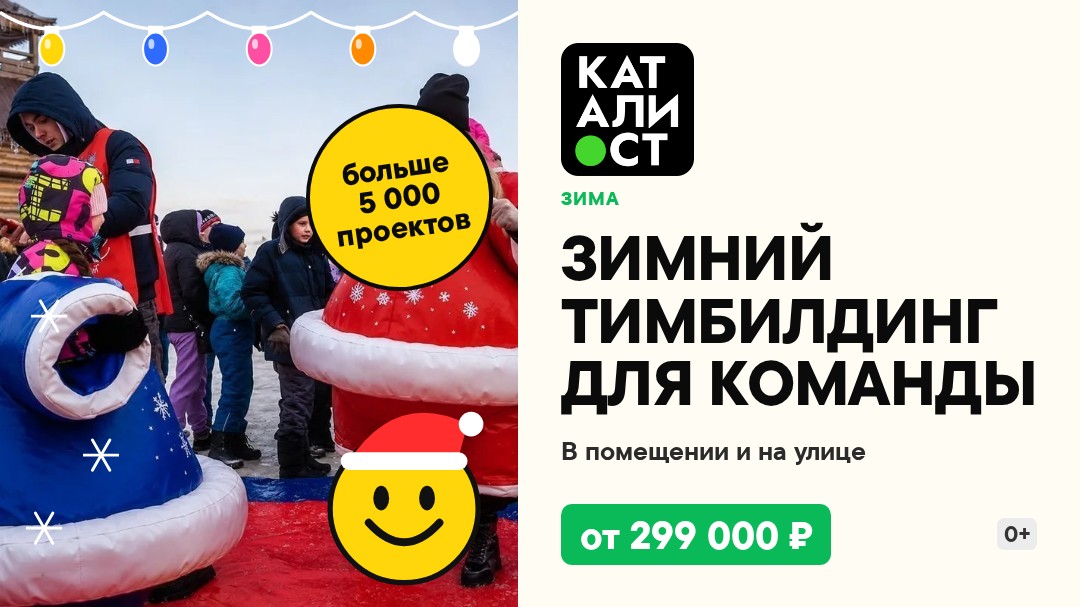 больше
5 000
проектов
КАТ
АЛИ
СТ
ЗИМА
ЗИМНИЙ
ТИМБИЛДИНГ
ДЛЯ КОМАНДЫ
В помещении и на улице
от 299 000 ₽
0+